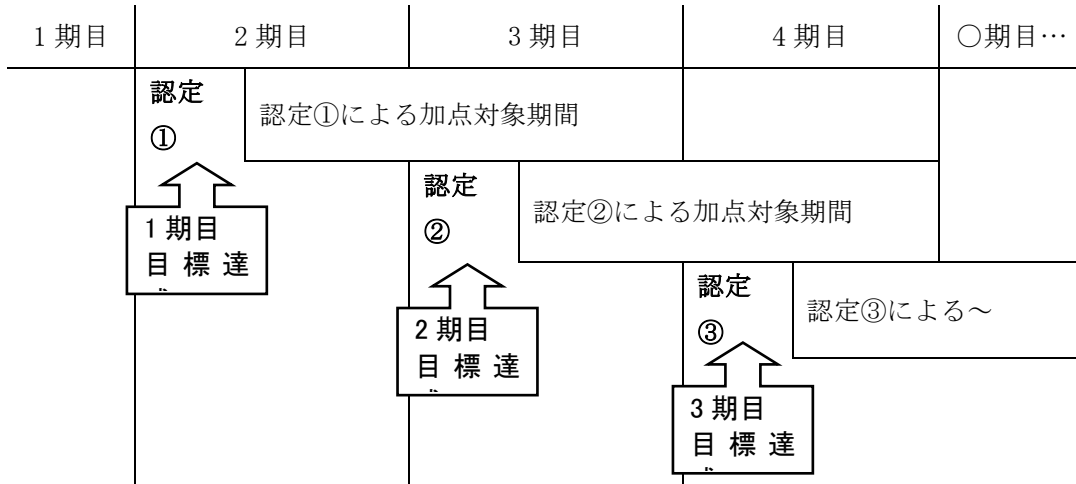 1期目 2期目 3期目 4期目 〇期目…
認定
①
認定①による加点対象期間
1期目
目標達
認定
②
認定②による加点対象期間
2期目
目標達
認定
③
認定③による～
3期目
目標達